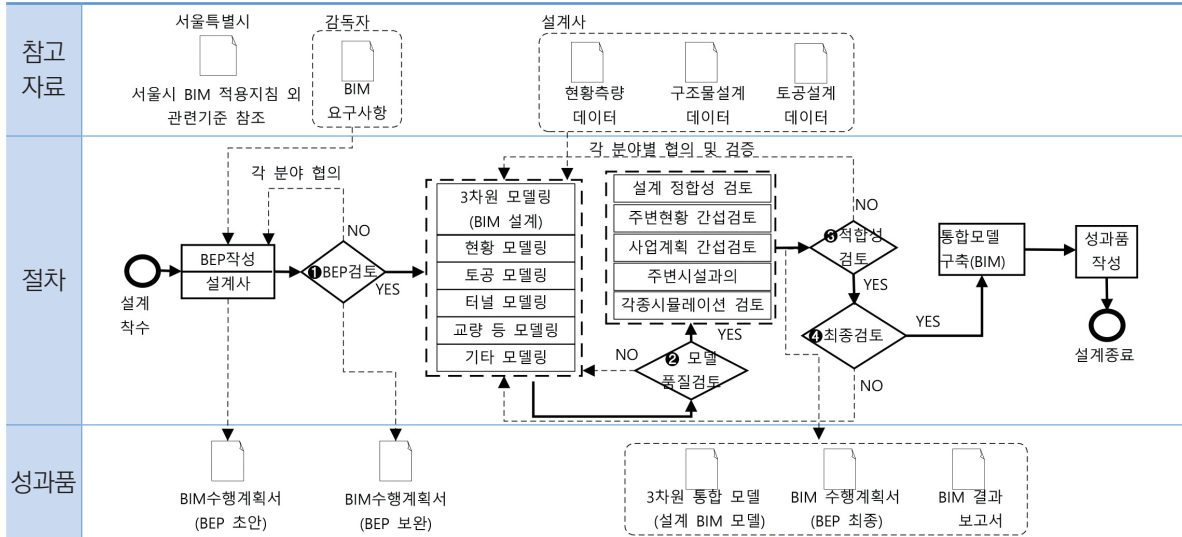 참고
자료
서울특별시
서울시 BIM 적용지침 외
관련기준 참조
감독자
BIM
요구사항
설계사
현황측량
데이터
구조물설계
데이터
토공설계
데이터
절차
설계
착수
BEP작성
설계사
각 분야 협의
❶BEP검토
NO
YES
각 분야별 협의 및 검증
3차원 모델링
(BIM 설계)
현황 모델링
토공 모델링
터널 모델링
교량 등 모델링
기타 모델링
❷ 모델
품질검토
NO
YES
설계 정합성 검토
주변현황 간섭검토
사업계획 간섭검토
주변시설과의
각종시뮬레이션 검토
❸적합성
검토
NO
YES
❹최종검토
YES
NO
통합모델
구축(BIM)
성과품
작성
설계종료
성과품
BIM수행계획서
(BEP 초안)
BIM수행계획서
(BEP 보완)
3차원 통합 모델
(설계 BIM 모델)
BIM 수행계획서
(BEP 최종)
BIM 결과
보고서